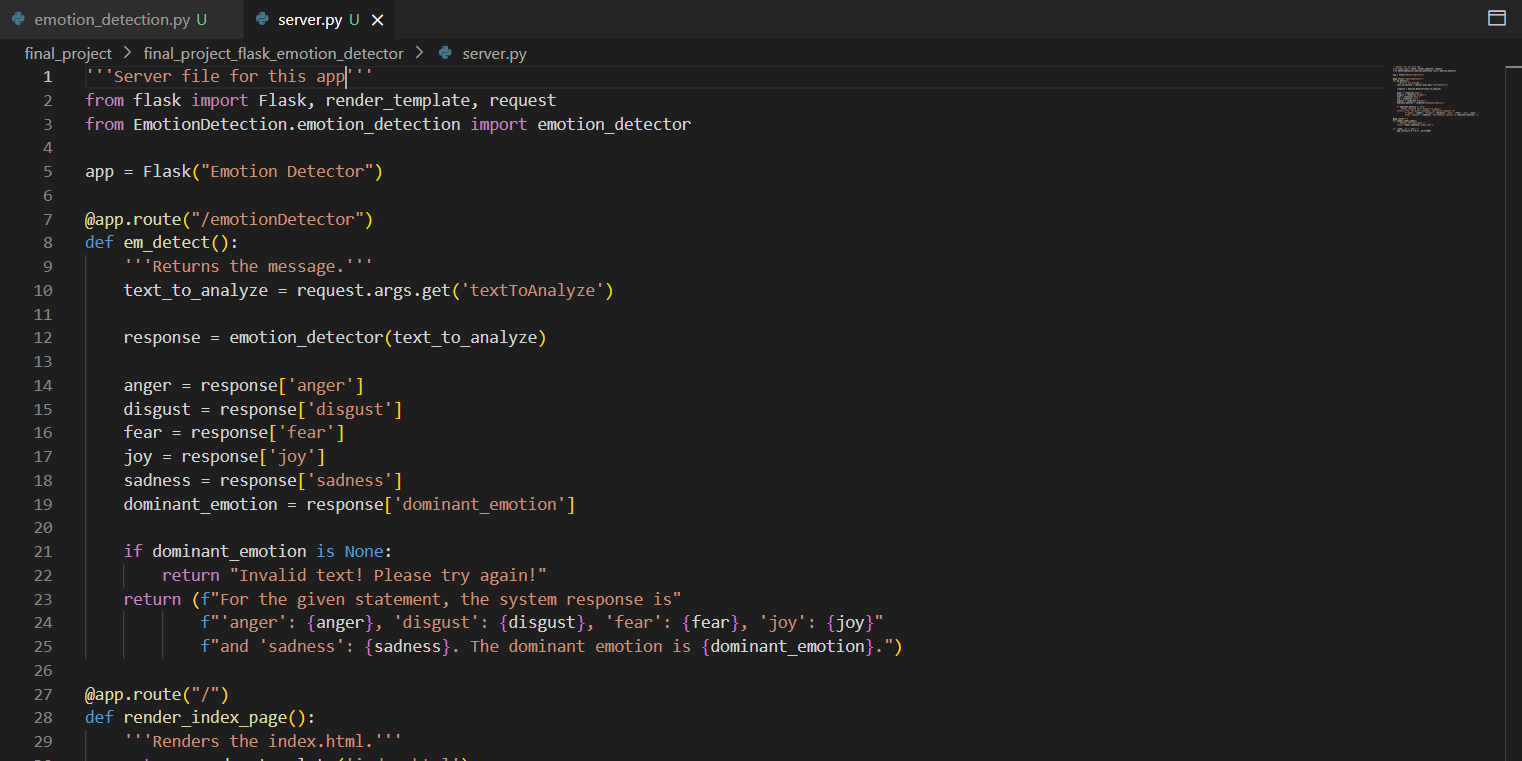 emotion_detection.py U server.py U
final_project > final_project_flask_emotion_detector > server.py
1 '''Server file for this app'''
2 from flask import Flask, render_template, request
3 from EmotionDetection.emotion_detection import emotion_detector
4
5 app = Flask("Emotion Detector")
6
7 @app.route("/emotionDetector")
8 def em_detect():
9     '''Returns the message.'''
10     text_to_analyze = request.args.get('textToAnalyze')
11
12     response = emotion_detector(text_to_analyze)
13
14     anger = response['anger']
15     disgust = response['disgust']
16     fear = response['fear']
17     joy = response['joy']
18     sadness = response['sadness']
19     dominant_emotion = response['dominant_emotion']
20
21     if dominant_emotion is None:
22         return "Invalid text! Please try again!"
23     return (f"For the given statement, the system response is"
24             f"'anger': {anger}, 'disgust': {disgust}, 'fear': {fear}, 'joy': {joy}"
25             f"and 'sadness': {sadness}. The dominant emotion is {dominant_emotion}.")
26
27 @app.route("/")
28 def render_index_page():
29     '''Renders the index.html.'''